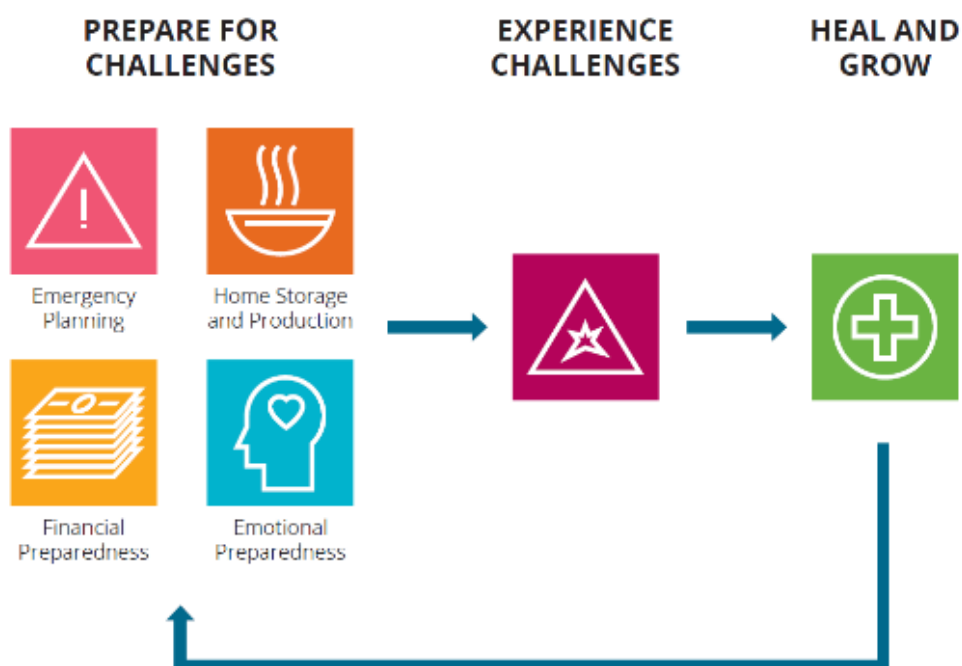 PREPARE FOR
CHALLENGES
EXPERIENCE
CHALLENGES
HEAL AND
GROW
Emergency
Planning
Home Storage
and Production
Financial
Preparedness
Emotional
Preparedness